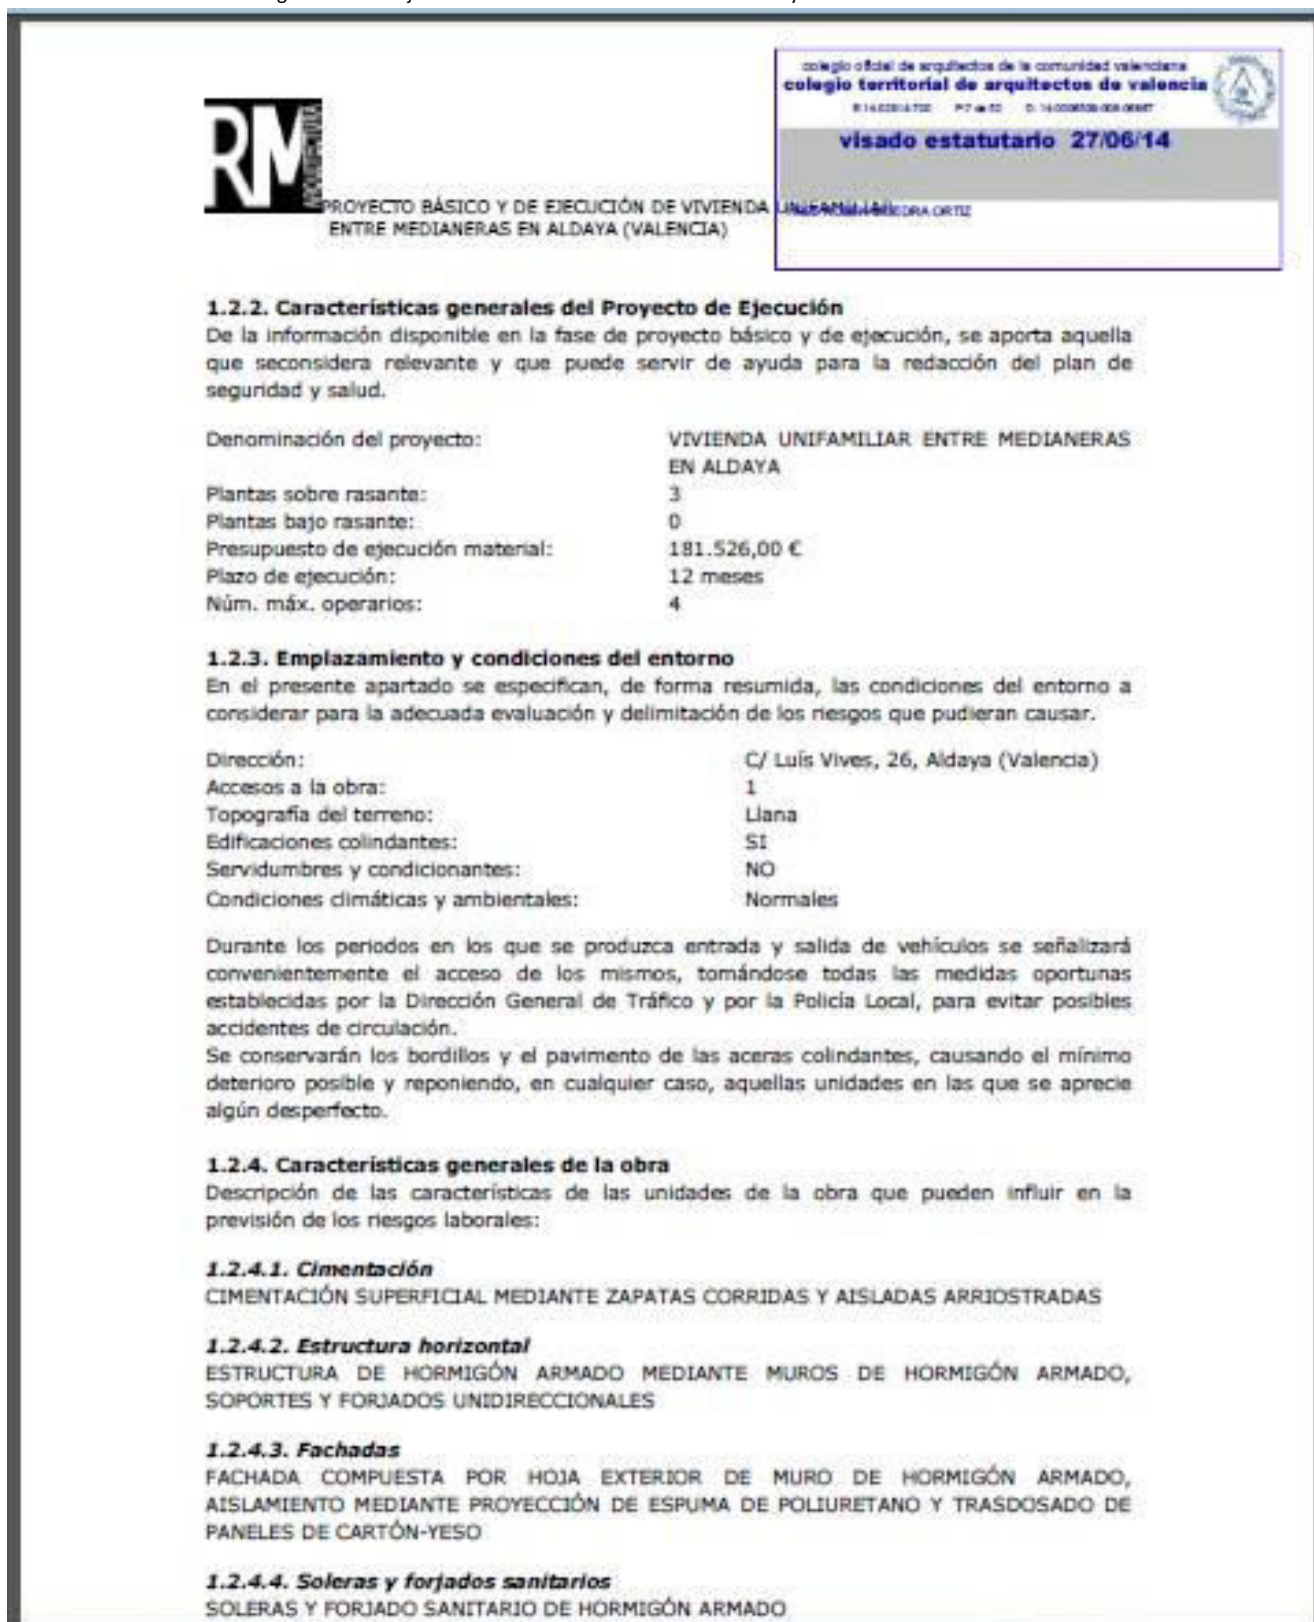 colegio oficial de arquitectos de la comunidad valenciana
colegio territorial de arquitectos de valencia
visado estatutario 27/06/14
RM
ARQUITECTURA
PROYECTO BÁSICO Y DE EJECUCIÓN DE VIVIENDA UNIFAMILIAR
ORTIZ
ENTRE MEDIANERAS EN ALDAYA (VALENCIA)
1.2.2. Características generales del Proyecto de Ejecución
De la información disponible en la fase de proyecto básico y de ejecución, se aporta aquella
que seconsidera relevante y que puede servir de ayuda para la redacción del plan de
seguridad y salud.
Denominación del proyecto: VIVIENDA UNIFAMILIAR ENTRE MEDIANERAS
EN ALDAYA
Plantas sobre rasante: 3
Plantas bajo rasante: 0
Presupuesto de ejecución material: 181.526,00 €
Plazo de ejecución: 12 meses
Núm. máx. operarios: 4
1.2.3. Emplazamiento y condiciones del entorno
En el presente apartado se especifican, de forma resumida, las condiciones del entorno a
considerar para la adecuada evaluación y delimitación de los riesgos que pudieran causar.
Dirección: C/ Luís Vives, 26, Aldaya (Valencia)
Accesos a la obra: 1
Topografía del terreno: Llana
Edificaciones colindantes: SI
Servidumbres y condicionantes: NO
Condiciones climáticas y ambientales: Normales
Durante los periodos en los que se produzca entrada y salida de vehículos se señalizará
convenientemente el acceso de los mismos, tomándose todas las medidas oportunas
establecidas por la Dirección General de Tráfico y por la Policía Local, para evitar posibles
accidentes de circulación.
Se conservarán los bordillos y el pavimento de las aceras colindantes, causando el mínimo
deterioro posible y reponiendo, en cualquier caso, aquellas unidades en las que se aprecie
algún desperfecto.
1.2.4. Características generales de la obra
Descripción de las características de las unidades de la obra que pueden influir en la
previsión de los riesgos laborales:
1.2.4.1. Cimentación
CIMENTACIÓN SUPERFICIAL MEDIANTE ZAPATAS CORRIDAS Y AISLADAS ARRIOSTRADAS
1.2.4.2. Estructura horizontal
ESTRUCTURA DE HORMIGÓN ARMADO MEDIANTE MUROS DE HORMIGÓN ARMADO,
SOPORTES Y FORJADOS UNIDIRECCIONALES
1.2.4.3. Fachadas
FACHADA COMPUESTA POR HOJA EXTERIOR DE MURO DE HORMIGÓN ARMADO,
AISLAMIENTO MEDIANTE PROYECCIÓN DE ESPUMA DE POLIURETANO Y TRASDOSADO DE
PANELES DE CARTÓN-YESO
1.2.4.4. Soleras y forjados sanitarios
SOLERAS Y FORJADO SANITARIO DE HORMIGÓN ARMADO